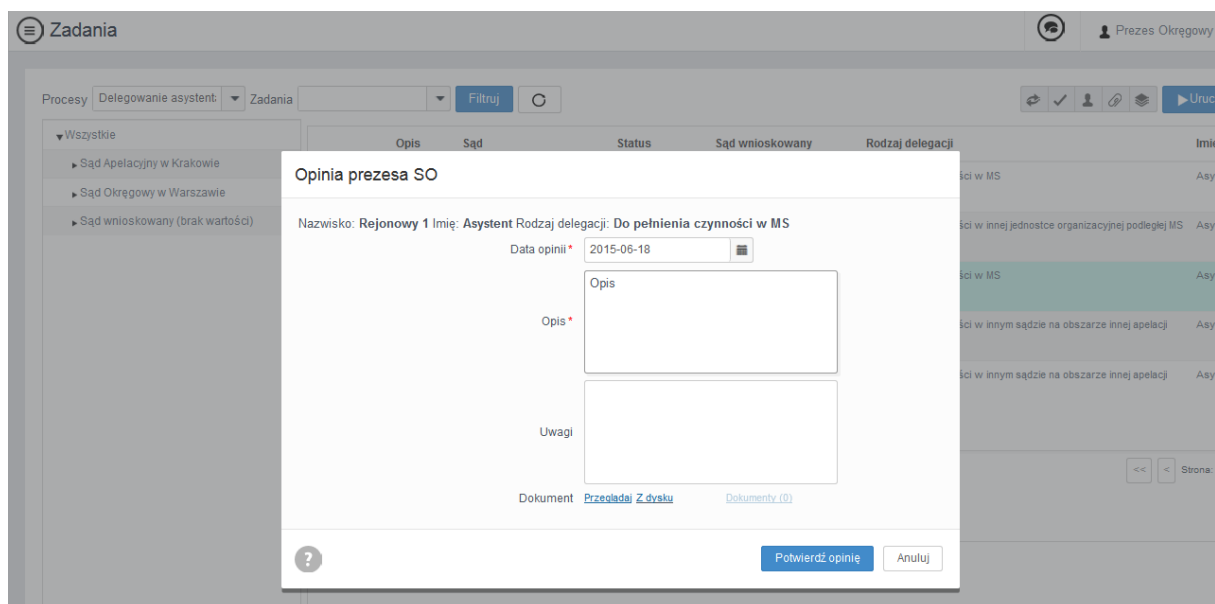 Zadania
Prezes Okręgowy
Procesy Delegowanie asystent: Zadania Filtruj Uruc
Wszystkie
Opis Sąd Status Sąd wnioskowany Rodzaj delegacji Imię
Sąd Apelacyjny w Krakowie
Sąd Okręgowy w Warszawie
Sąd wnioskowany (brak wartości)
Opinia prezesa SO
ści w MS Asy
Nazwisko: Rejonowy 1 Imię: Asystent Rodzaj delegacji: Do pełnienia czynności w MS
ści w innej jednostce organizacyjnej podległej MS Asy
Data opinii* 2015-06-18
ści w MS Asy
Opis
Opis*
ści w innym sądzie na obszarze innej apelacji Asy
ści w innym sądzie na obszarze innej apelacji Asy
Uwagi
<< < Strona:
Dokument Przeglądaj Z dysku Dokumenty (0)
? Potwierdź opinię Anuluj